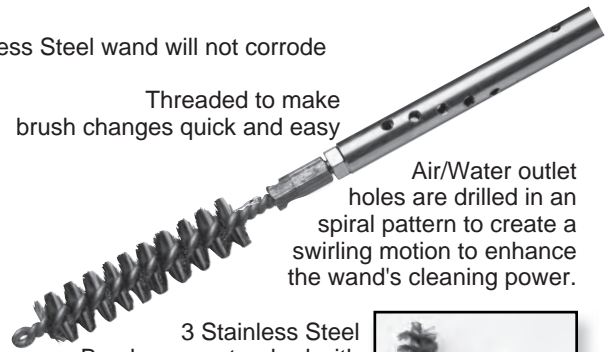 Steel wand will not corrode
Threaded to make
brush changes quick and easy
Air/Water outlet
holes are drilled in an
spiral pattern to create a
swirling motion to enhance
the wand's cleaning power.
3 Stainless Steel